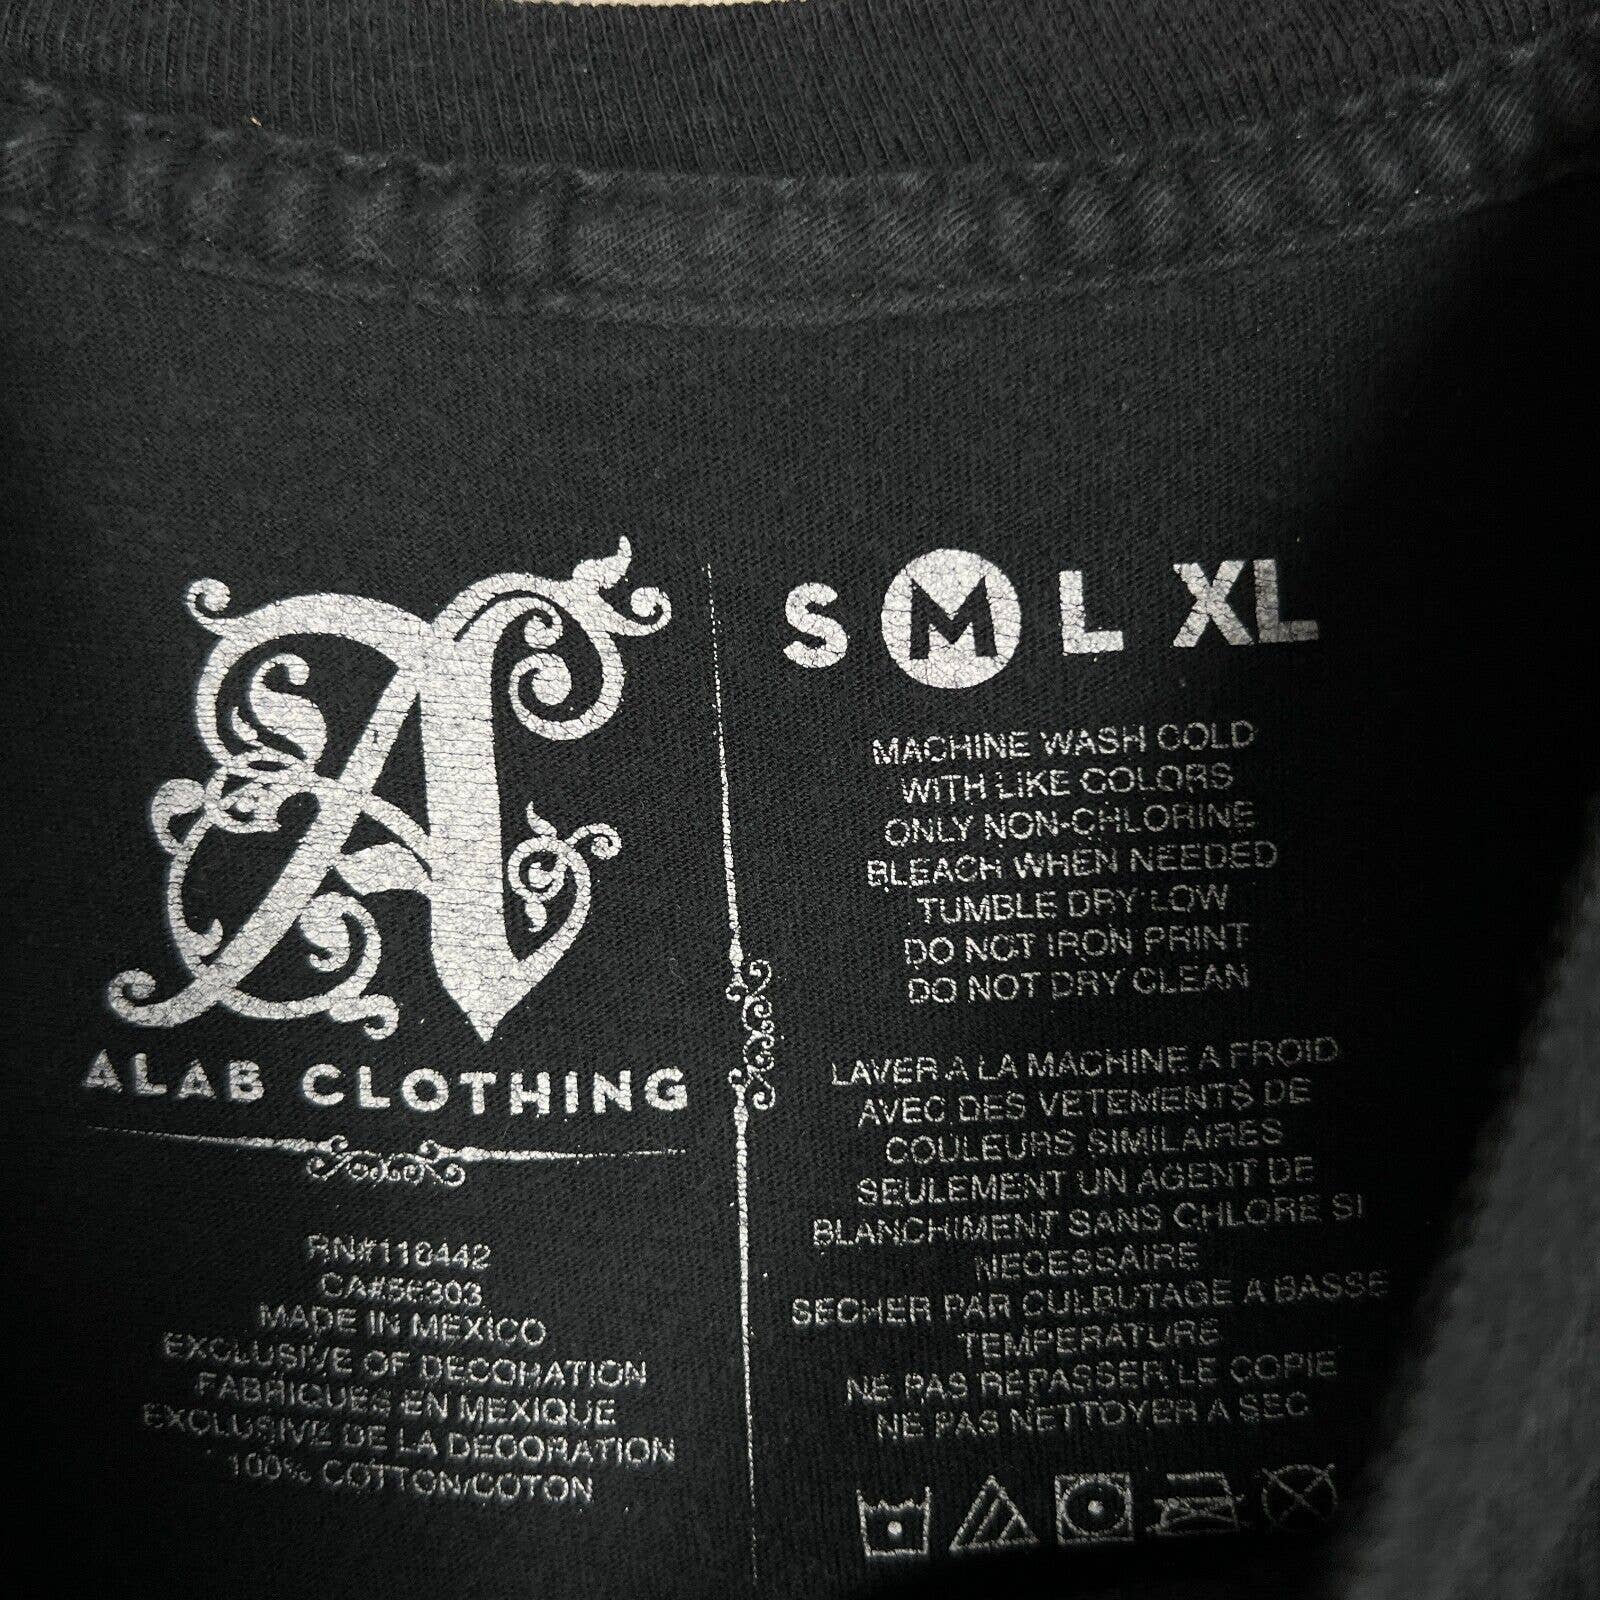 A
ALAB CLOTHING
RN#118442
CA#56303
MADE IN MEXICO
EXCLUSIVE OF DECORATION
FABRIQUES EN MEXIQUE
EXCLUSIVE DE LA DECORATION
100% COTTON/COTON
S M L XL
MACHINE WASH COLD
WITH LIKE COLORS
ONLY NON-CHLORINE
BLEACH WHEN NEEDED
TUMBLE DRY LOW
DO NOT IRON PRINT
DO NOT DRY CLEAN
LAVER A LA MACHINE A FROID
AVEC DES VETEMENTS DE
COULEURS SIMILAIRES
SEULEMENT UN AGENT DE
BLANCHIMENT SANS CHLORE SI
NECESSAIRE
SECHER PAR CULBUTAGE A BASSE
TEMPERATURE
NE PAS REPASSER LE COPIE
NE PAS NETTOYER A SEC